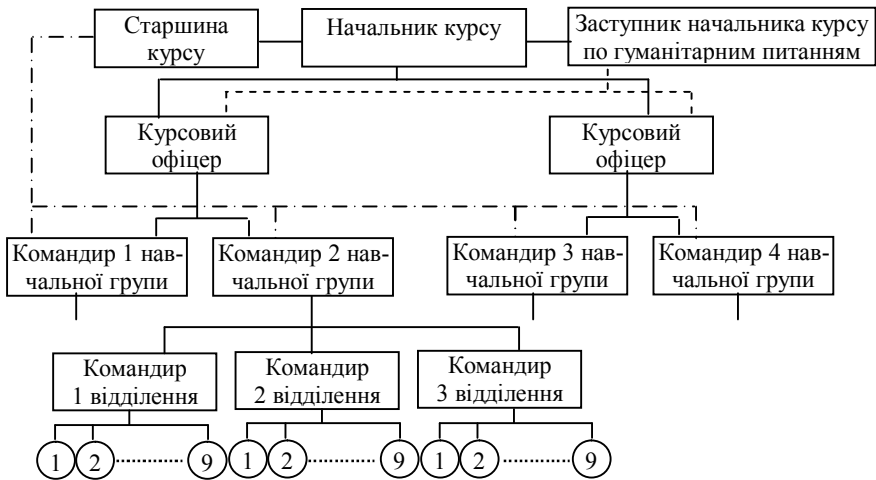 Старшина
курсу
Начальник курсу
Заступник начальника курсу
по гуманітарним питанням
Курсовий
офіцер
Курсовий
офіцер
Командир 1 нав-
чальної групи
Командир 2 нав-
чальної групи
Командир 3 нав-
чальної групи
Командир 4 нав-
чальної групи
Командир
1 відділення
Командир
2 відділення
Командир
3 відділення
1 2 9 1 2 9 1 2 9